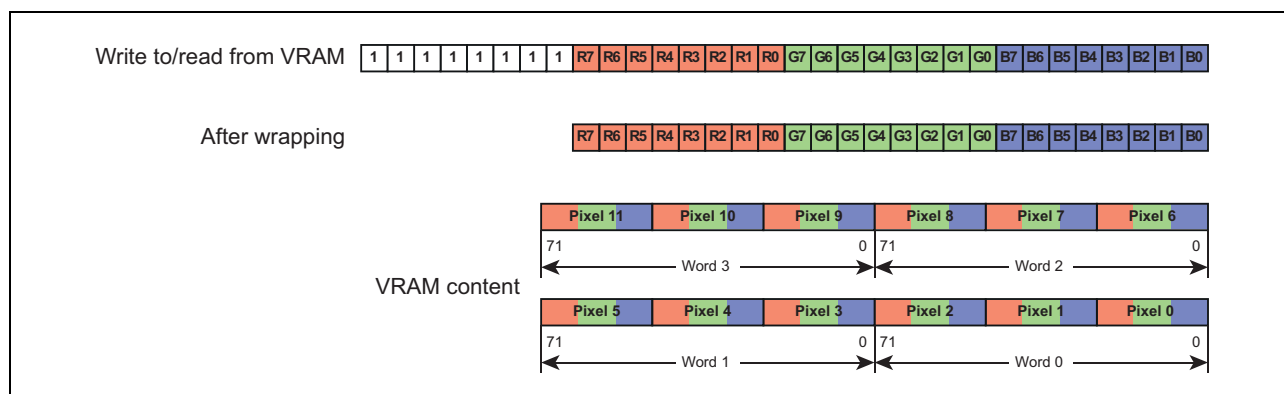 Write to/read from VRAM 1 1 1 1 1 1 1 1 R7 R6 R5 R4 R3 R2 R1 R0 G7 G6 G5 G4 G3 G2 G1 G0 B7 B6 B5 B4 B3 B2 B1 B0
After wrapping R7 R6 R5 R4 R3 R2 R1 R0 G7 G6 G5 G4 G3 G2 G1 G0 B7 B6 B5 B4 B3 B2 B1 B0
Pixel 11 Pixel 10 Pixel 9 Pixel 8 Pixel 7 Pixel 6
71 0 71 0
Word 3 Word 2
VRAM content
Pixel 5 Pixel 4 Pixel 3 Pixel 2 Pixel 1 Pixel 0
71 0 71 0
Word 1 Word 0